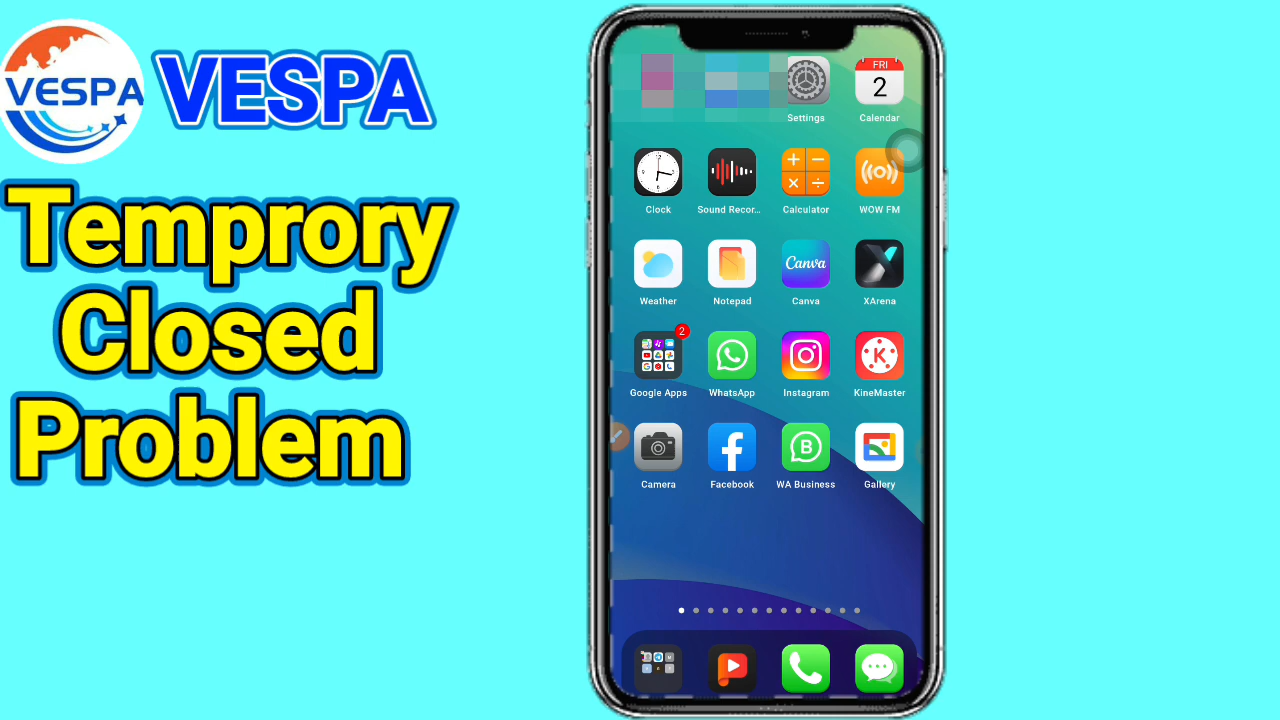 VESPA
VESPA
Temprory
Closed
Problem
FRI
2
Settings
Calendar
Clock
Sound Recor...
Calculator
WOW FM
Canva
Weather
Notepad
Canva
XArena
2
Google Apps
WhatsApp
Instagram
K
KineMaster
B
Camera
Facebook
WA Business
Gallery